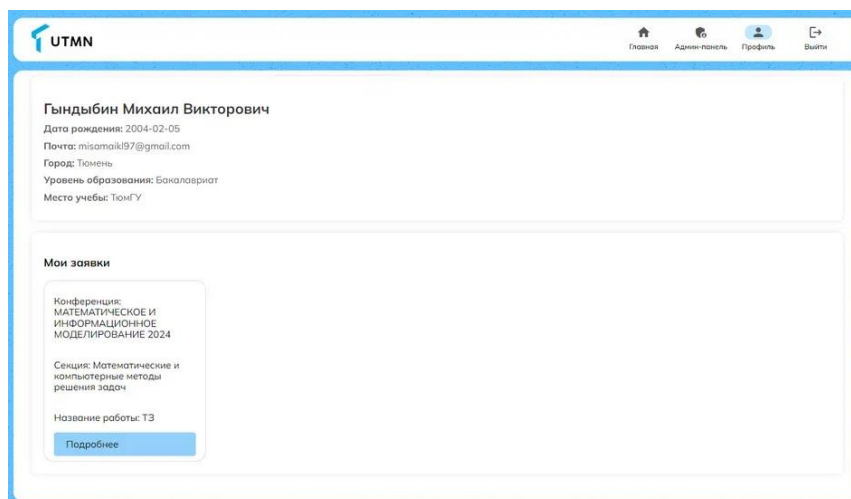 UTMN
Главная Админ-панель Профиль Выйти
Гындыбин Михаил Викторович
Дата рождения: 2004-02-05
Почта: misamaikl97@gmail.com
Город: Тюмень
Уровень образования: Бакалавриат
Место учебы: ТюмГУ
Мои заявки
Конференция:
МАТЕМАТИЧЕСКОЕ И
ИНФОРМАЦИОННОЕ
МОДЕЛИРОВАНИЕ 2024
Секция: Математические и
компьютерные методы
решения задач
Название работы: ТЗ
Подробнее